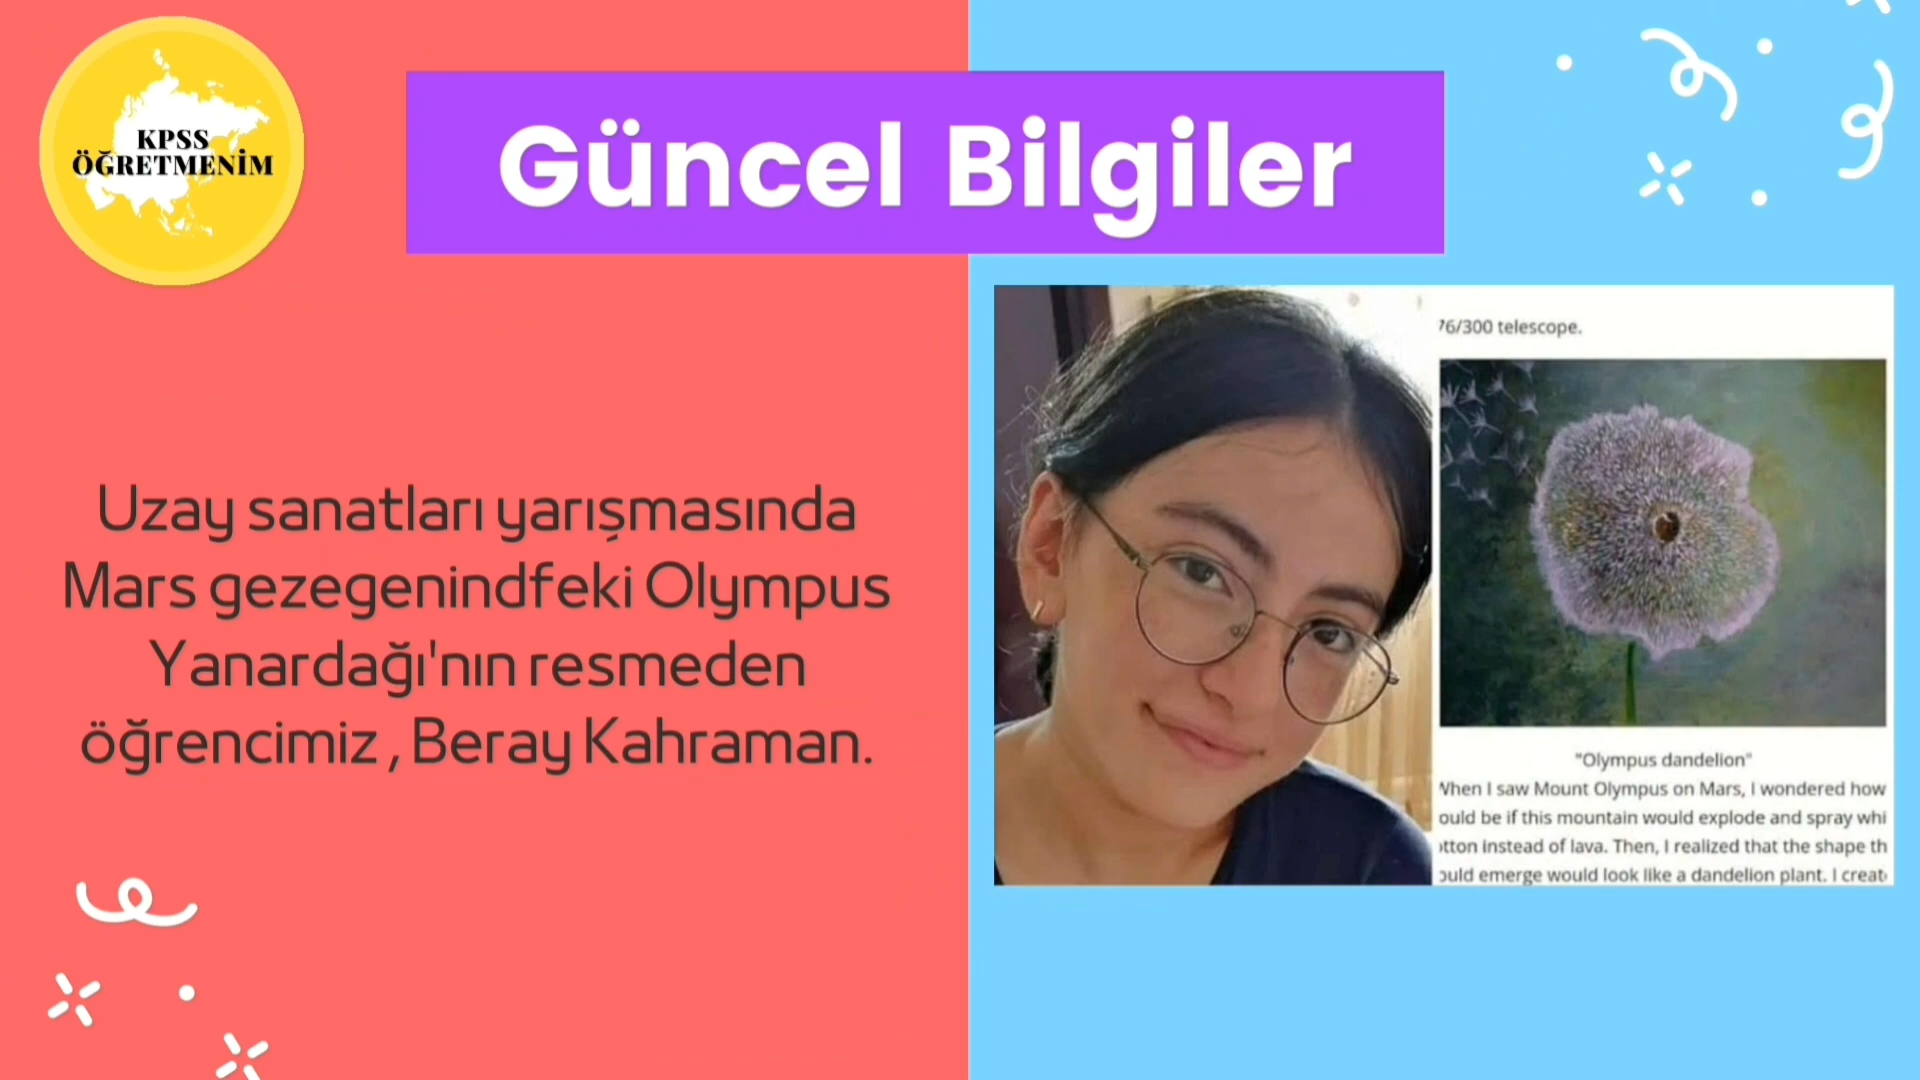 KPSS
ÖĞRETMENİM
Güncel Bilgiler
Uzay sanatları yarışmasında
Mars gezegenindfeki Olympus
Yanardağı'nın resmeden
öğrencimiz , Beray Kahraman.
76/300 telescope.
"Olympus dandelion"
When I saw Mount Olympus on Mars, I wondered how
ould be if this mountain would explode and spray whi
tton instead of lava. Then, I realized that the shape th
ould emerge would look like a dandelion plant. I creat